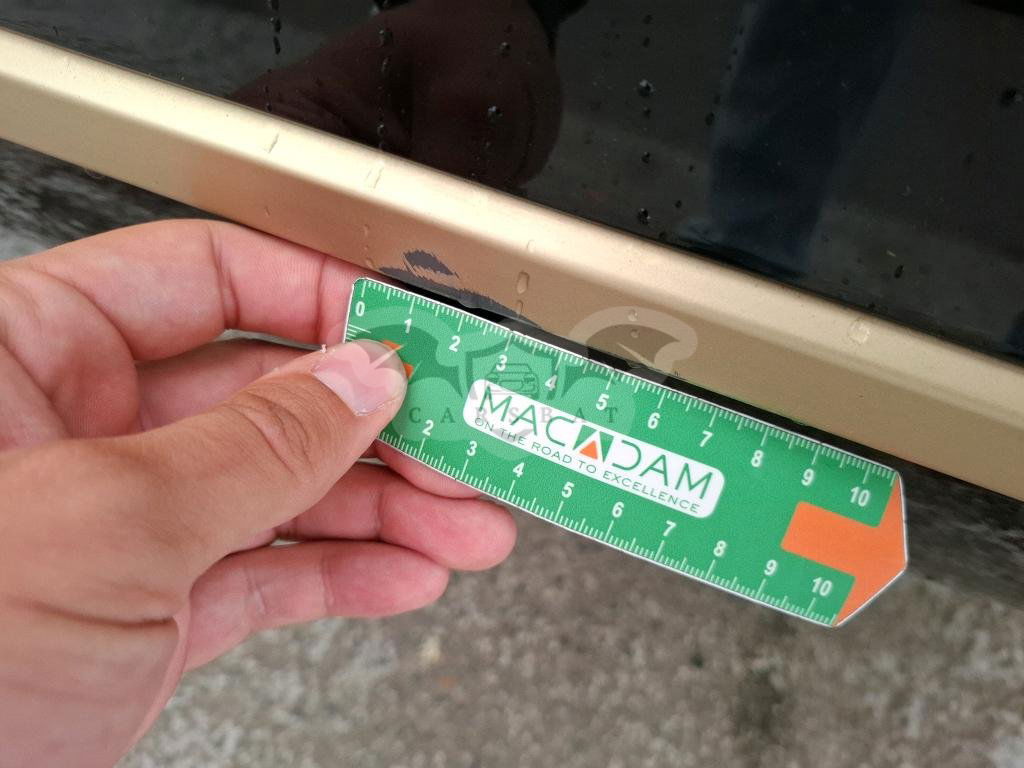 0 1 2 3 4 5 6 7 8 9 10
CARSBAT
MACADAM
ON THE ROAD TO EXCELLENCE
2 3 4 5 6 7 8 9 10